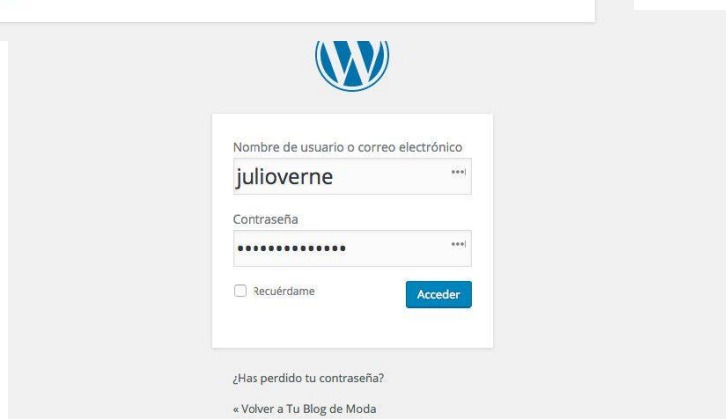 Nombre de usuario o correo electrónico
julioverne
Contraseña
••••••••••••••
Recuérdame
Acceder
¿Has perdido tu contraseña?
« Volver a Tu Blog de Moda